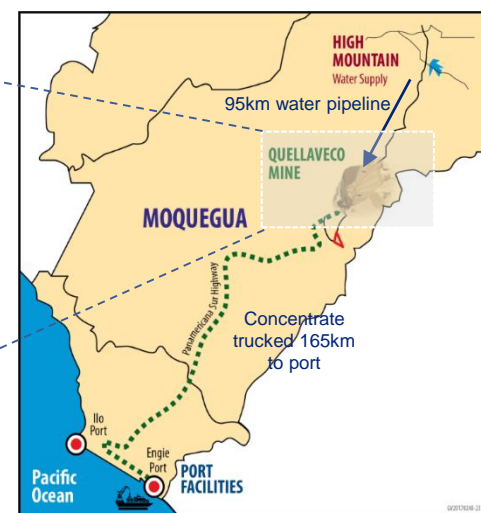 HIGH
MOUNTAIN
Water Supply
95km water pipeline
QUELLAVECO
MINE
MOQUEGUA
Panamericana Sur Highway
Concentrate
trucked 165km
to port
Ilo
Port
Engie
Port
PORT
FACILITIES
Pacific
Ocean